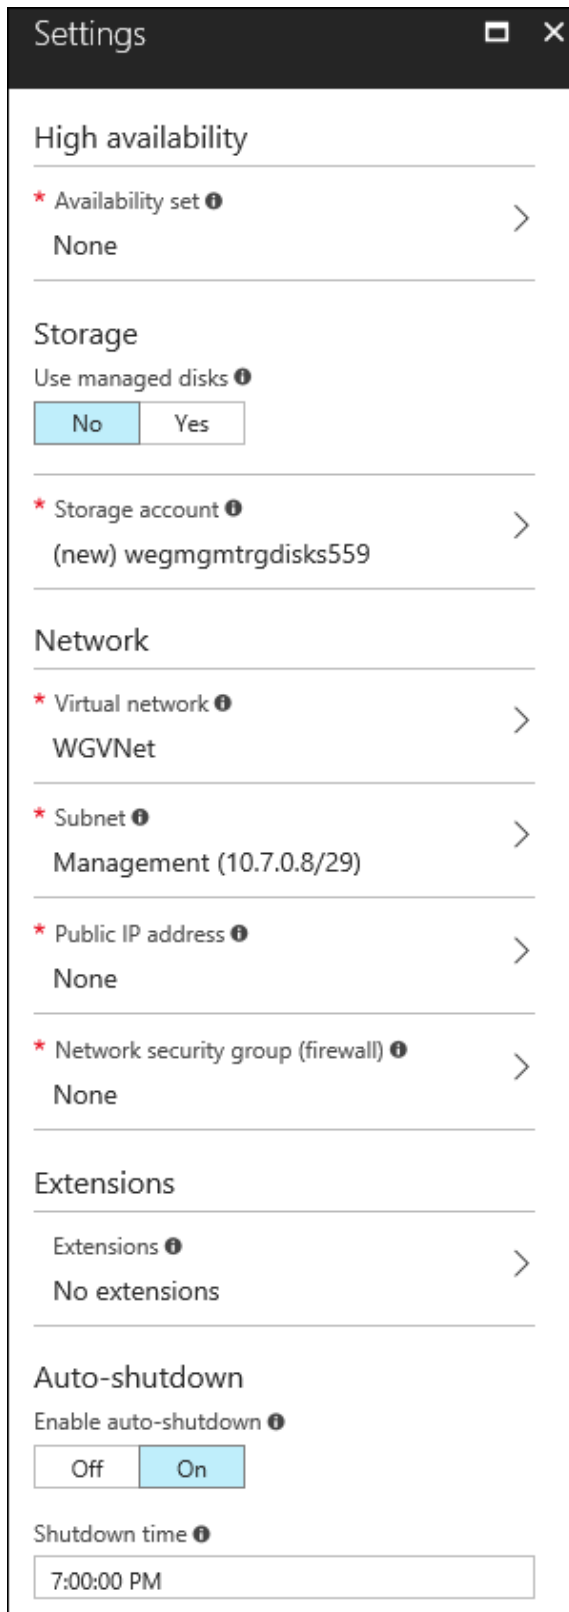 Settings
High availability
* Availability set
None
Storage
Use managed disks
No Yes
* Storage account
(new) wegmgmtrgdisks559
Network
* Virtual network
WGVNet
* Subnet
Management (10.7.0.8/29)
* Public IP address
None
* Network security group (firewall)
None
Extensions
Extensions
No extensions
Auto-shutdown
Enable auto-shutdown
Off On
Shutdown time
7:00:00 PM